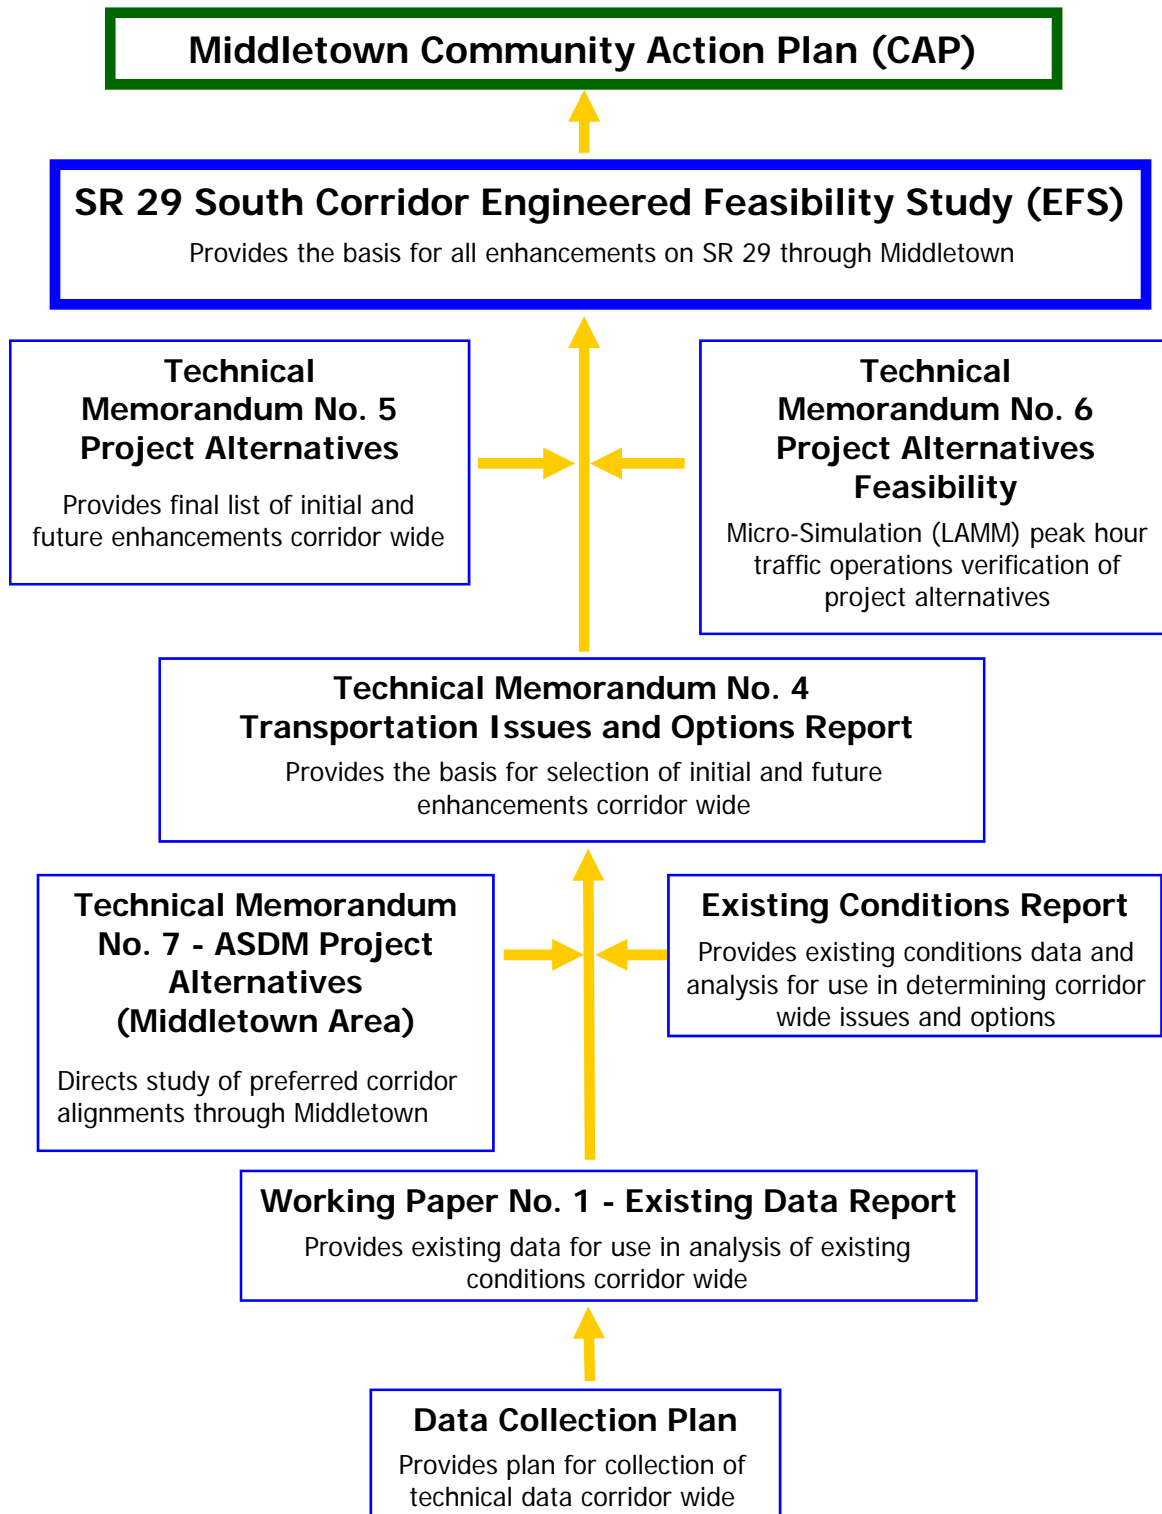 Middletown Community Action Plan (CAP)
SR 29 South Corridor Engineered Feasibility Study (EFS)
Provides the basis for all enhancements on SR 29 through Middletown
Technical
Memorandum No. 5
Project Alternatives
Provides final list of initial and
future enhancements corridor wide
Technical
Memorandum No. 6
Project Alternatives
Feasibility
Micro-Simulation (LAMM) peak hour
traffic operations verification of
project alternatives
Technical Memorandum No. 4
Transportation Issues and Options Report
Provides the basis for selection of initial and future
enhancements corridor wide
Technical Memorandum
No. 7 - ASDM Project
Alternatives
(Middletown Area)
Directs study of preferred corridor
alignments through Middletown
Existing Conditions Report
Provides existing conditions data and
analysis for use in determining corridor
wide issues and options
Working Paper No. 1 - Existing Data Report
Provides existing data for use in analysis of existing
conditions corridor wide
Data Collection Plan
Provides plan for collection of
technical data corridor wide